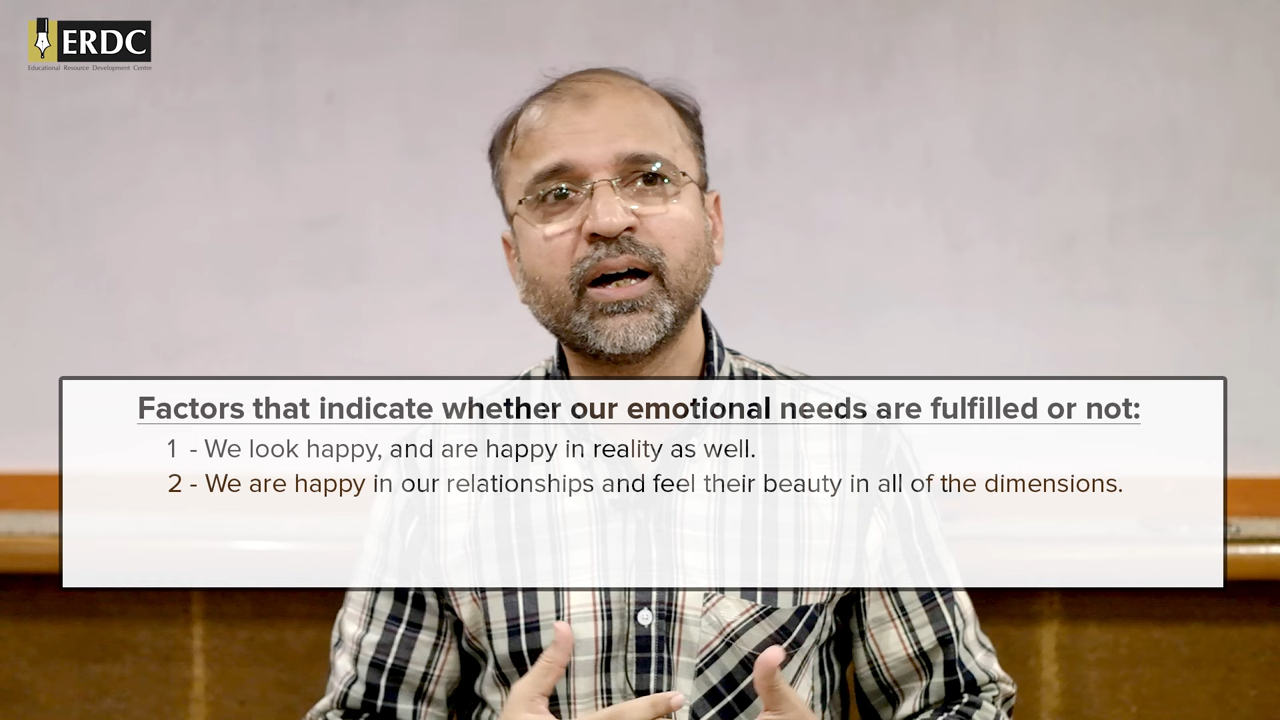 ERDC
Educational Resource Development Centre
Factors that indicate whether our emotional needs are fulfilled or not:
1 - We look happy, and are happy in reality as well.
2 - We are happy in our relationships and feel their beauty in all of the dimensions.